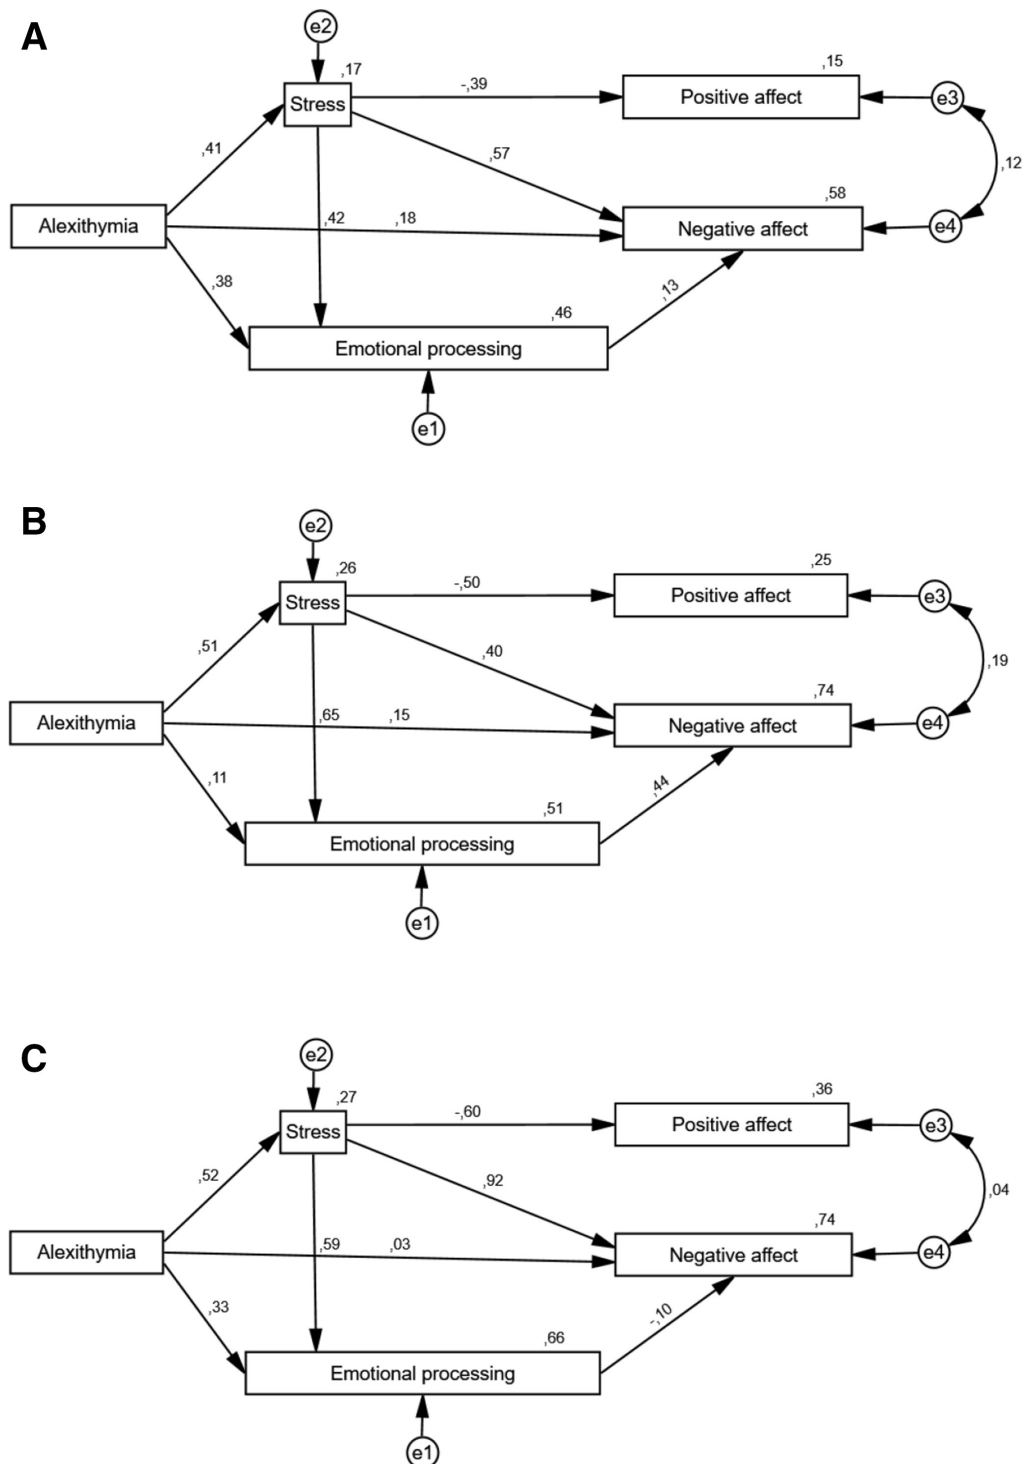 A
e2
,17
Stress
-,39
,15
Positive affect
e3
,41
,57
,12
Alexithymia
,42
,18
,58
Negative affect
e4
,38
,13
,46
Emotional processing
e1
B
e2
,26
Stress
-,50
,25
Positive affect
e3
,51
,40
,19
Alexithymia
,65
,15
,74
Negative affect
e4
,11
,44
,51
Emotional processing
e1
C
e2
,27
Stress
-,60
,36
Positive affect
e3
,52
,92
,04
Alexithymia
,59
,03
,74
Negative affect
e4
,33
-,10
,66
Emotional processing
e1